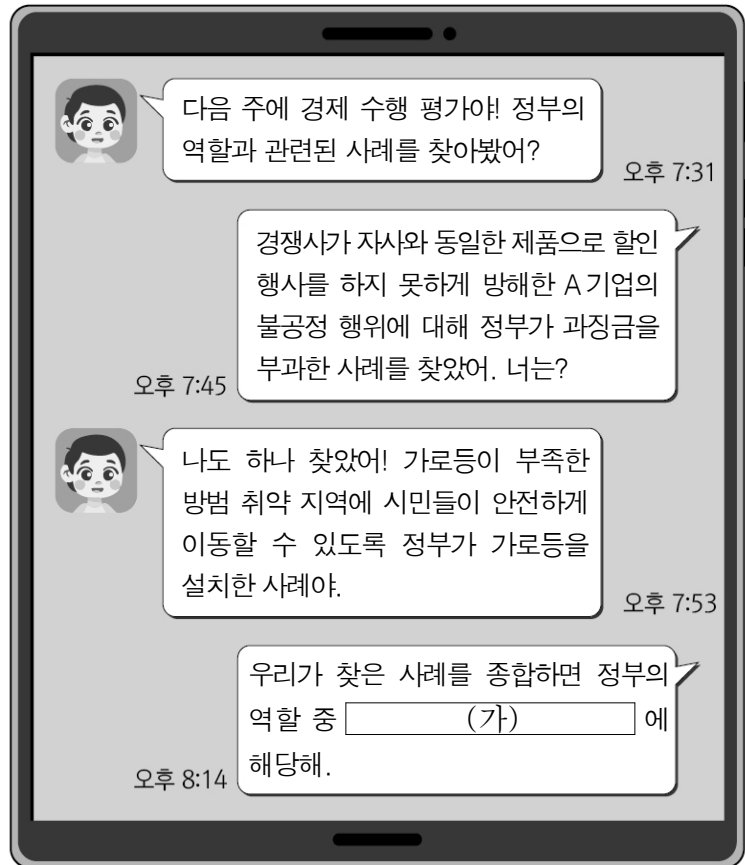 다음 주에 경제 수행 평가야! 정부의
역할과 관련된 사례를 찾아봤어?
오후 7:31
경쟁사가 자사와 동일한 제품으로 할인
행사를 하지 못하게 방해한 A 기업의
불공정 행위에 대해 정부가 과징금을
부과한 사례를 찾았어. 너는?
오후 7:45
나도 하나 찾았어! 가로등이 부족한
방범 취약 지역에 시민들이 안전하게
이동할 수 있도록 정부가 가로등을
설치한 사례야.
오후 7:53
우리가 찾은 사례를 종합하면 정부의
역할 중 (가) 에
해당해.
오후 8:14